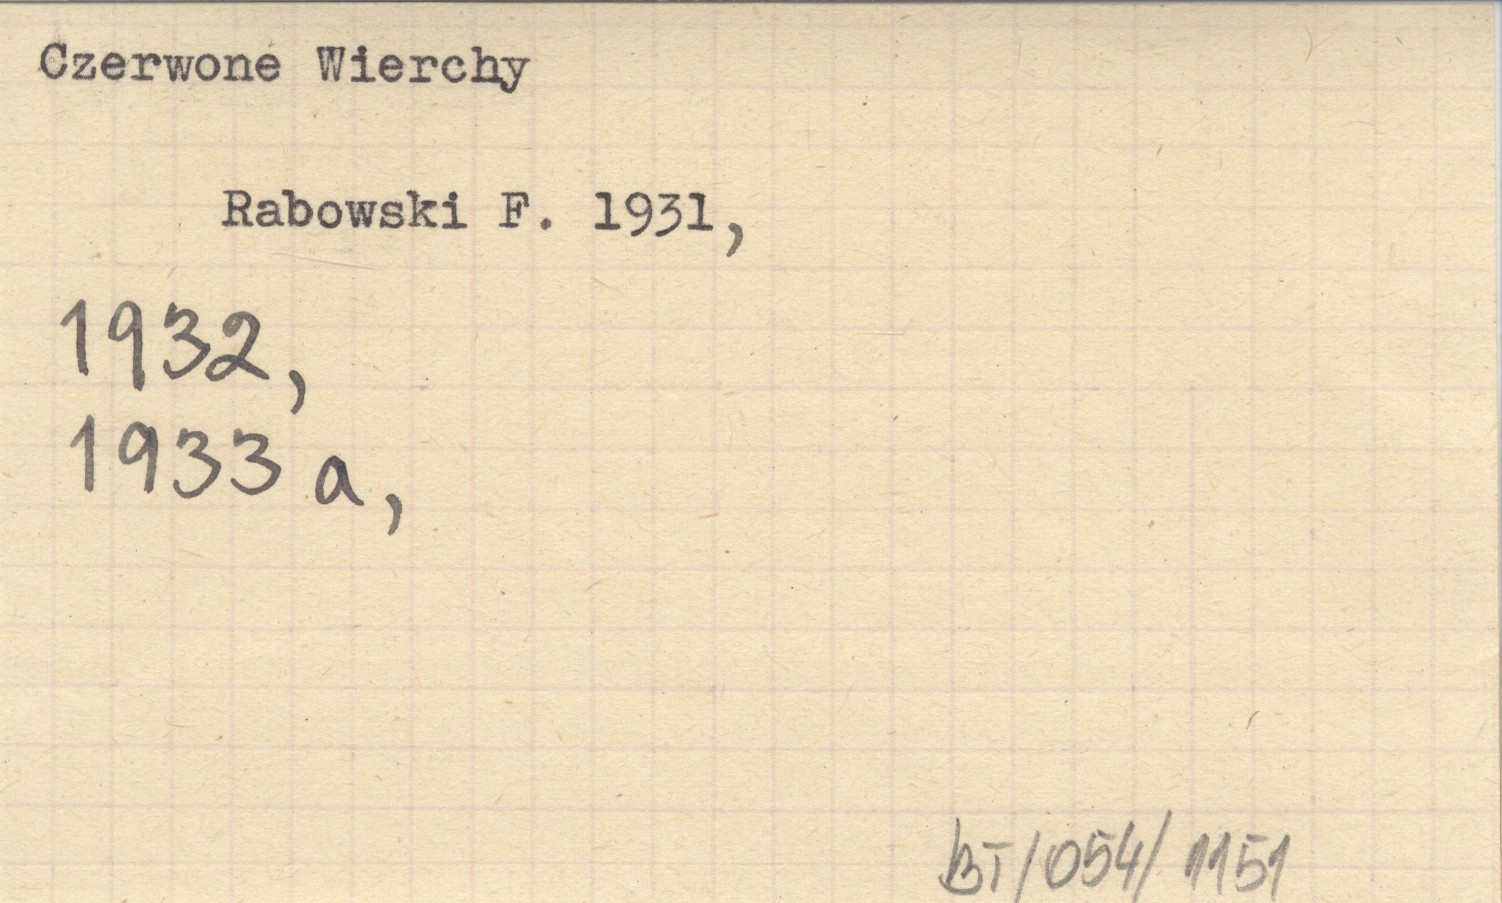 Czerwone Wierchy
Rabowski F. 1931,
1932,
1933 a,
BT/054/1151